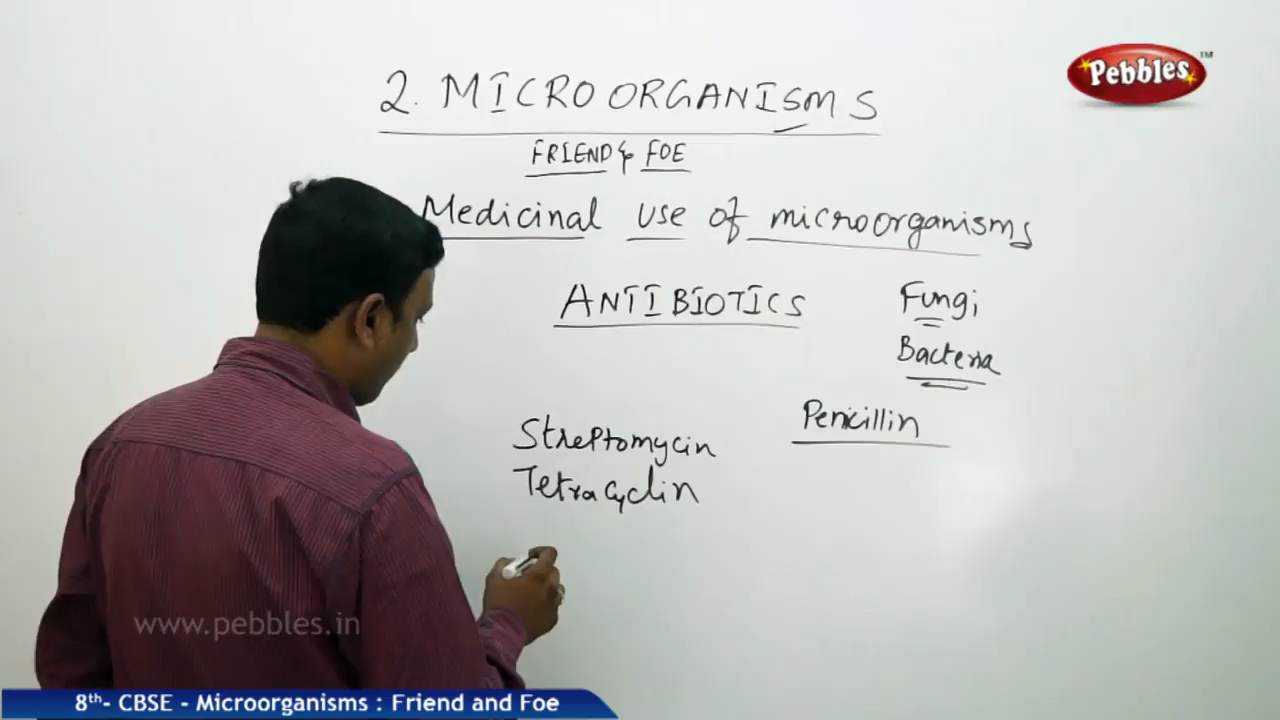 2. MICROORGANISMS
FRIEND & FOE
Medicinal use of microorganisms
ANTIBIOTICS
Fungi
Bacteria
Penicillin
Streptomycin
Tetracyclin
Pebbles™
www.pebbles.in
8th- CBSE - Microorganisms : Friend and Foe